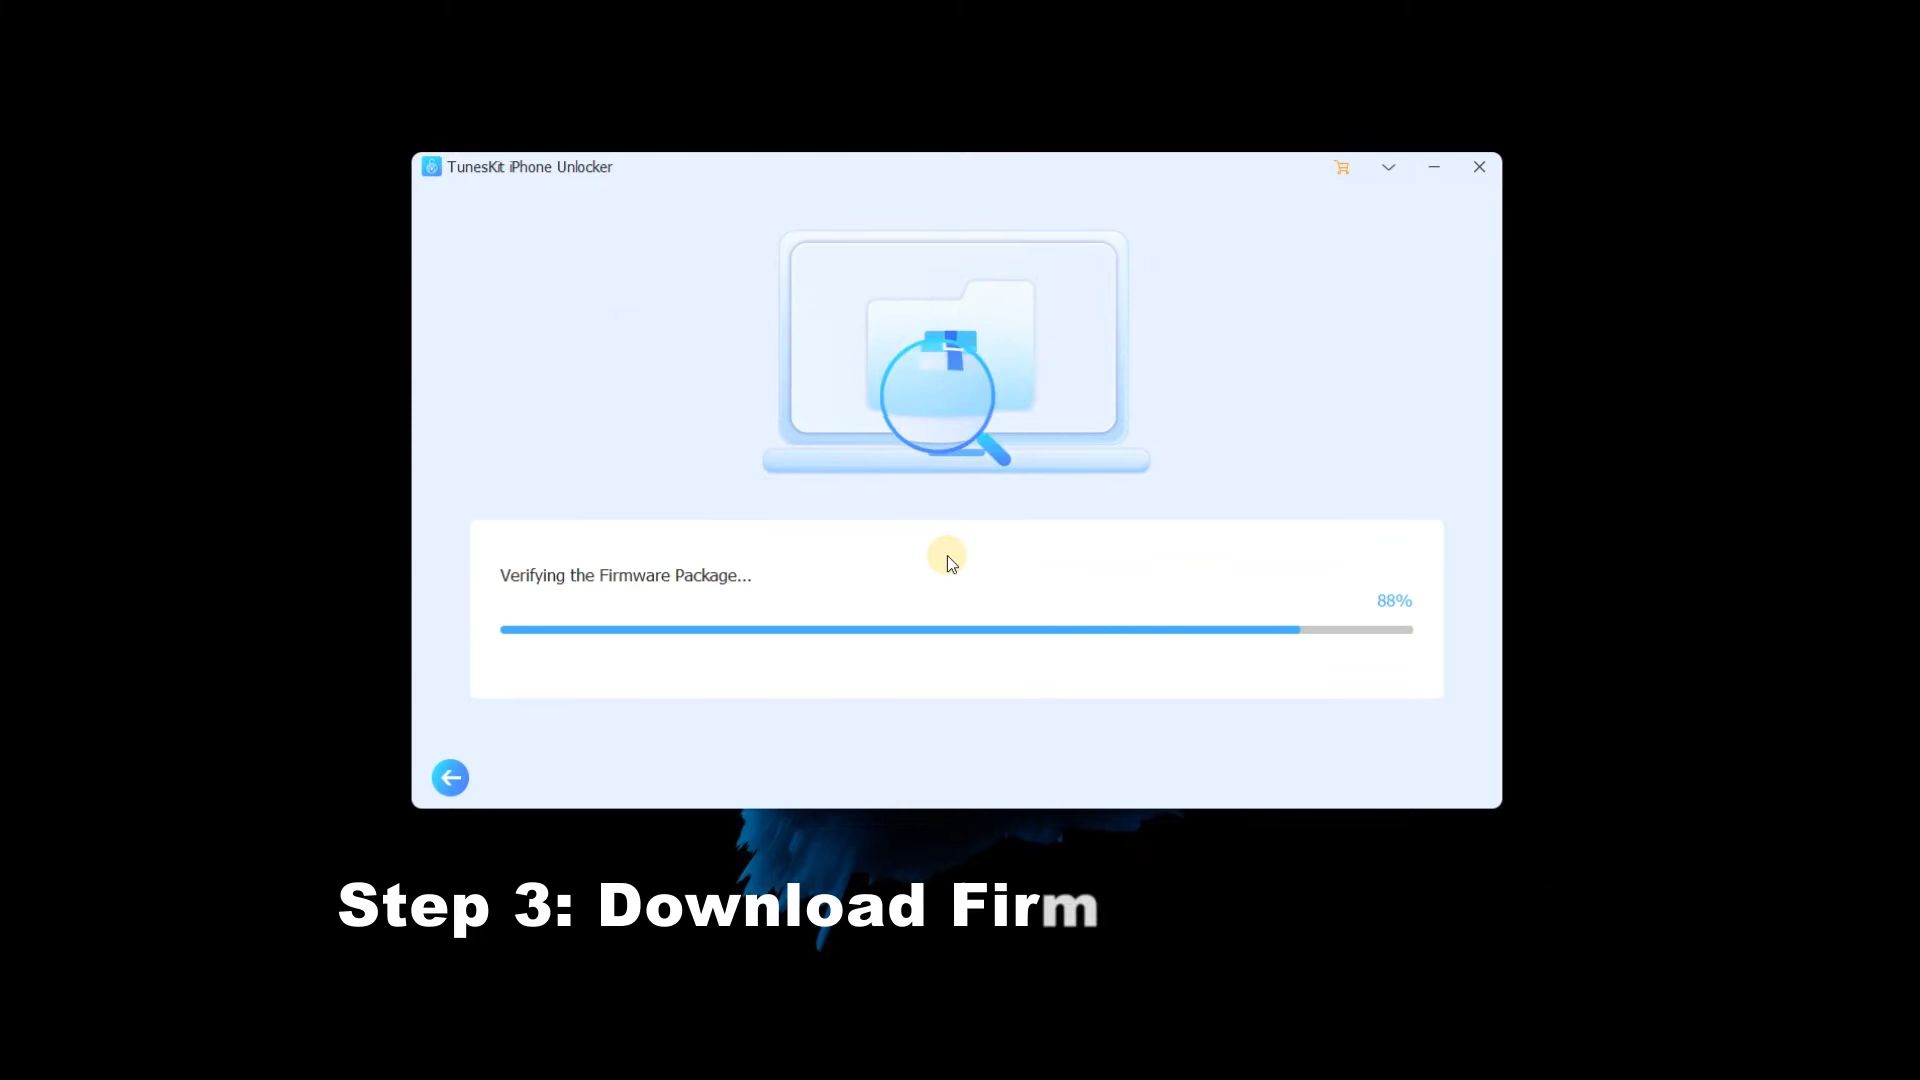 TunesKit iPhone Unlocker
Verifying the Firmware Package...
88%
Step 3: Download Firm